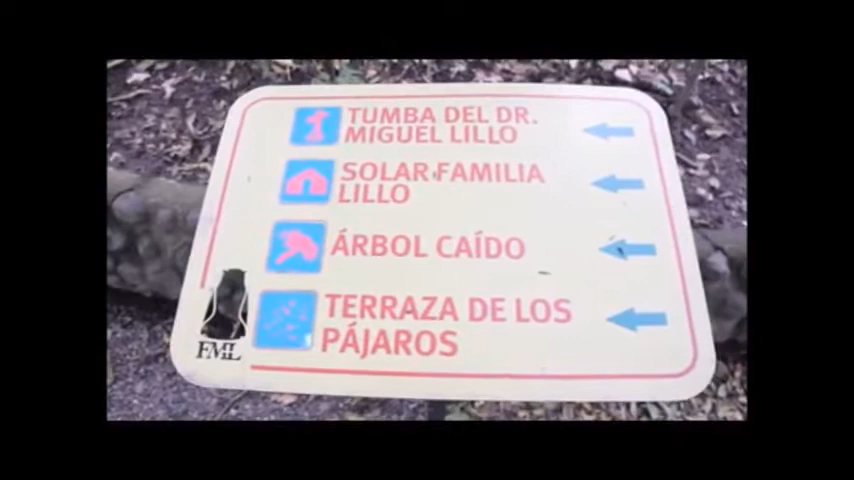 TUMBA DEL DR.
MIGUEL LILLO
SOLAR FAMILIA
LILLO
ÁRBOL CAÍDO
TERRAZA DE LOS
PÁJAROS
FML